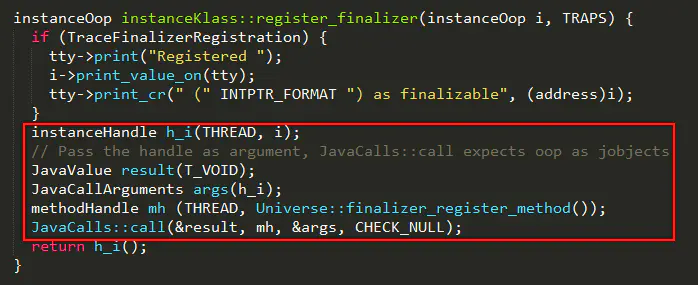 instanceOop instanceKlass::register_finalizer(instanceOop i, TRAPS) {
  if (TraceFinalizerRegistration) {
    tty->print("Registered ");
    i->print_value_on(tty);
    tty->print_cr(" (" INTPTR_FORMAT ") as finalizable", (address)i);
  }
  instanceHandle h_i(THREAD, i);
  // Pass the handle as argument, JavaCalls::call expects oop as jobjects
  JavaValue result(T_VOID);
  JavaCallArguments args(h_i);
  methodHandle mh (THREAD, Universe::finalizer_register_method());
  JavaCalls::call(&result, mh, &args, CHECK_NULL);
  return h_i();
}